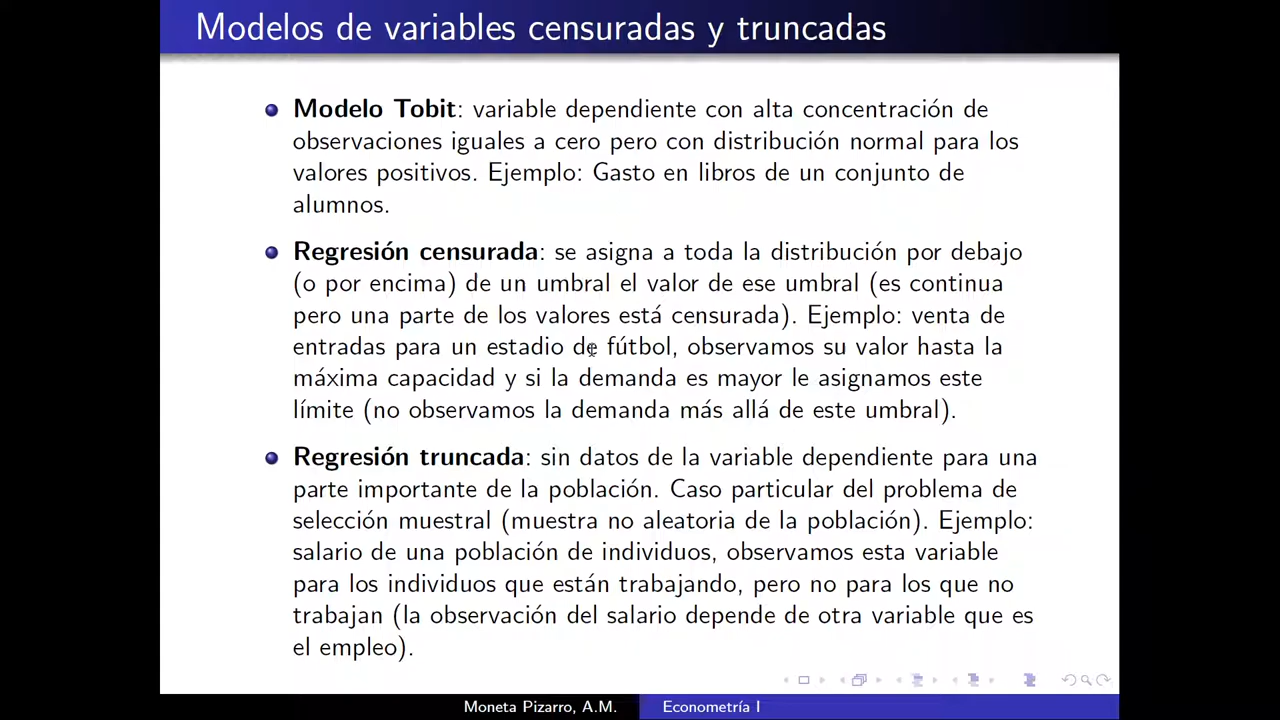 Modelos de variables censuradas y truncadas
Modelo Tobit: variable dependiente con alta concentración de
observaciones iguales a cero pero con distribución normal para los
valores positivos. Ejemplo: Gasto en libros de un conjunto de
alumnos.
Regresión censurada: se asigna a toda la distribución por debajo
(o por encima) de un umbral el valor de ese umbral (es continua
pero una parte de los valores está censurada). Ejemplo: venta de
entradas para un estadio de fútbol, observamos su valor hasta la
máxima capacidad y si la demanda es mayor le asignamos este
límite (no observamos la demanda más allá de este umbral).
Regresión truncada: sin datos de la variable dependiente para una
parte importante de la población. Caso particular del problema de
selección muestral (muestra no aleatoria de la población). Ejemplo:
salario de una población de individuos, observamos esta variable
para los individuos que están trabajando, pero no para los que no
trabajan (la observación del salario depende de otra variable que es
el empleo).
Moneta Pizarro, A.M.
Econometría I